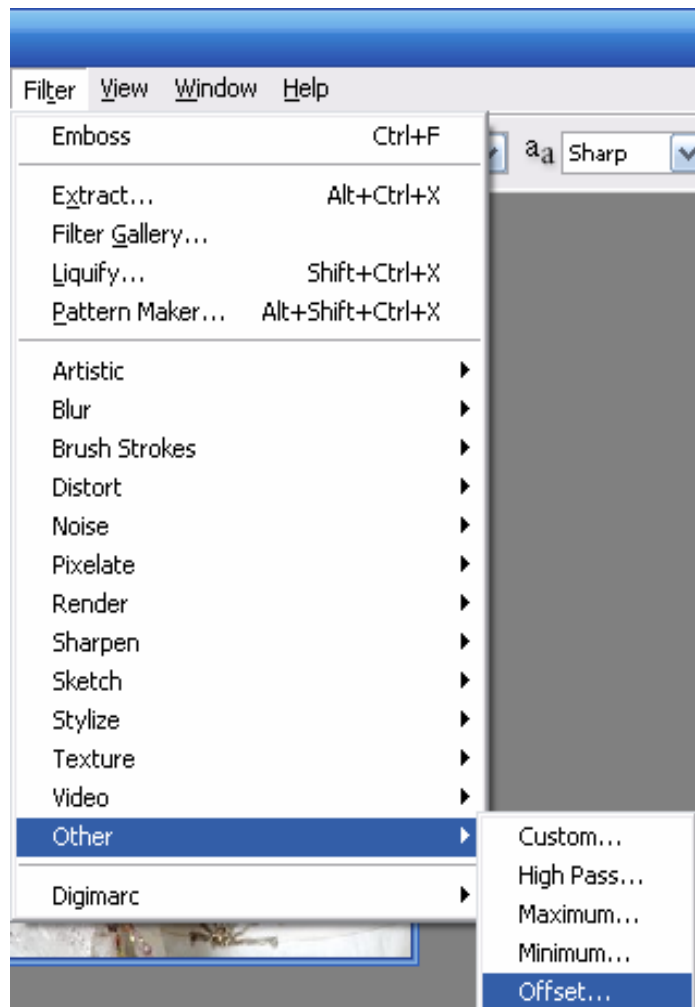 Filter View Window Help
Emboss Ctrl+F
aa Sharp
Extract... Alt+Ctrl+X
Filter Gallery...
Liquify... Shift+Ctrl+X
Pattern Maker... Alt+Shift+Ctrl+X
Artistic
Blur
Brush Strokes
Distort
Noise
Pixelate
Render
Sharpen
Sketch
Stylize
Texture
Video
Other
Custom...
High Pass...
Digimarc
Maximum...
Minimum...
Offset...